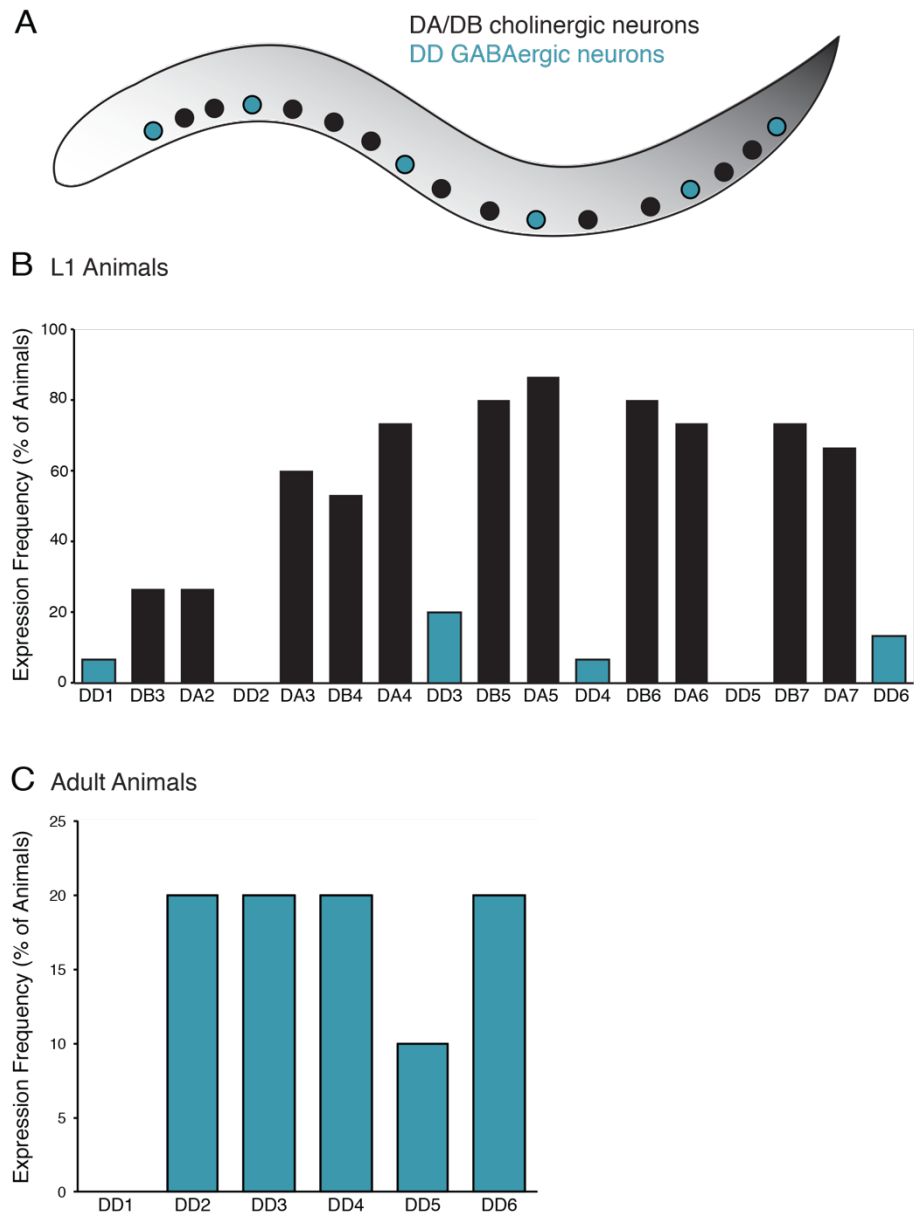 A
DA/DB cholinergic neurons
DD GABAergic neurons
B L1 Animals
Expression Frequency (% of Animals)
100
80
60
40
20
0
DD1 DB3 DA2 DD2 DA3 DB4 DA4 DD3 DB5 DA5 DD4 DB6 DA6 DD5 DB7 DA7 DD6
C Adult Animals
Expression Frequency (% of Animals)
25
20
15
10
5
0
DD1 DD2 DD3 DD4 DD5 DD6